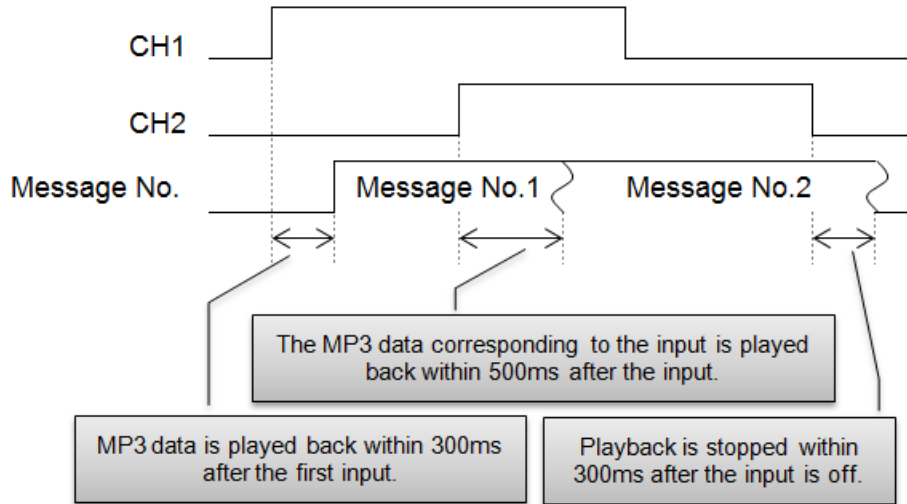 CH1
CH2
Message No.
Message No.1
Message No.2
The MP3 data corresponding to the input is played
back within 500ms after the input.
MP3 data is played back within 300ms
after the first input.
Playback is stopped within
300ms after the input is off.